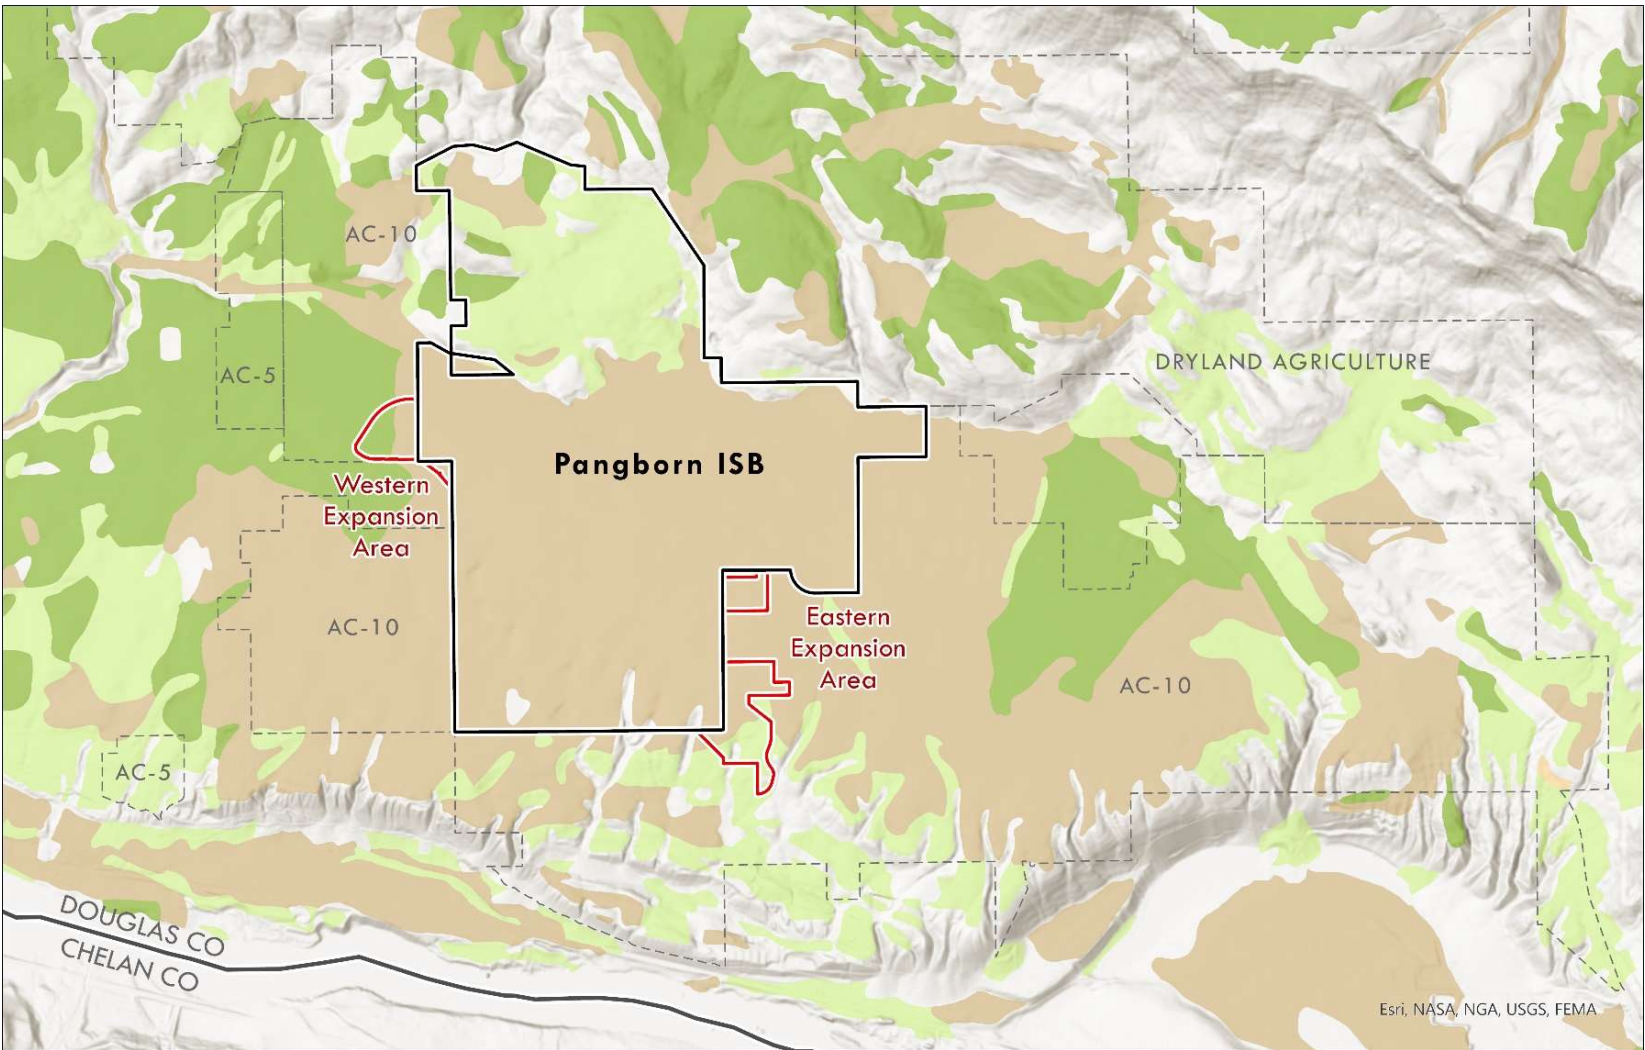 AC-10
DRYLAND AGRICULTURE
AC-5
Pangborn ISB
Western
Expansion
Area
Eastern
Expansion
Area
AC-10
AC-10
AC-5
DOUGLAS CO
CHELAN CO
Esri, NASA, NGA, USGS, FEMA